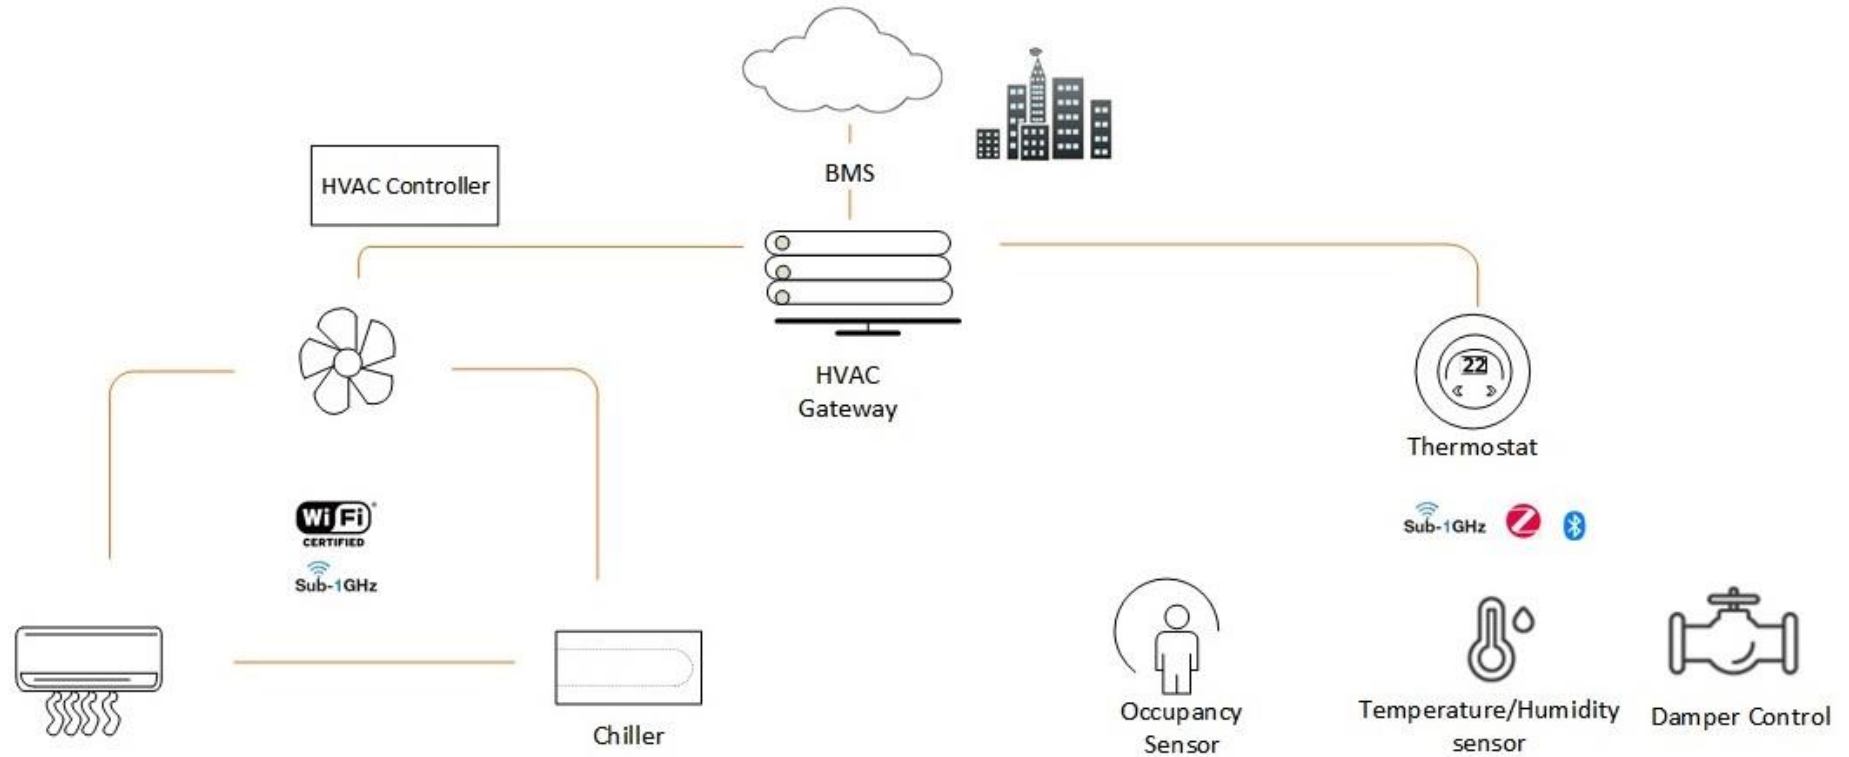 BMS
HVAC Controller
HVAC
Gateway
22
Thermostat
Wi Fi
CERTIFIED
Sub-1GHz
Sub-1GHz
Chiller
Occupancy
Sensor
Temperature/Humidity
sensor
Damper Control